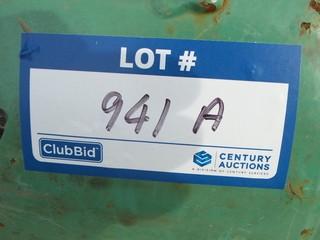 LOT #
941 A
ClubBid
CENTURY
AUCTIONS
A DIVISION OF CENTURY SERVICES